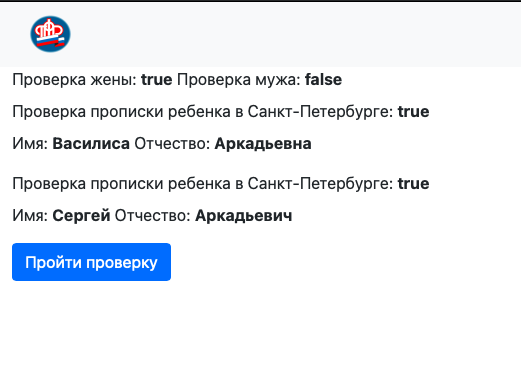 Проверка жены: true Проверка мужа: false
Проверка прописки ребенка в Санкт-Петербурге: true
Имя: Василиса Отчество: Аркадьевна
Проверка прописки ребенка в Санкт-Петербурге: true
Имя: Сергей Отчество: Аркадьевич
Пройти проверку